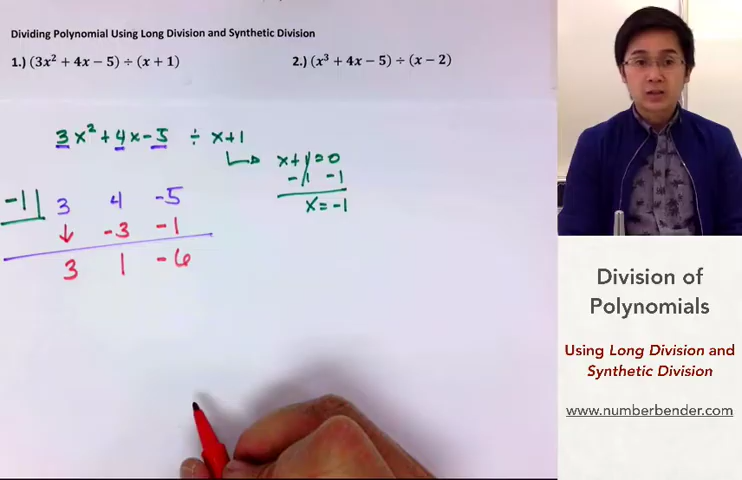 Dividing Polynomial Using Long Division and Synthetic Division
1.) (3x² + 4x − 5) ÷ (x + 1)
2.) (x³ + 4x − 5) ÷ (x − 2)
3x² + 4x - 5 ÷ x+1
x+1=0
-1 -1
x=-1
-1 3 4 -5
-3 -1
3 1 -6
Division of
Polynomials
Using Long Division and
Synthetic Division
www.numberbender.com